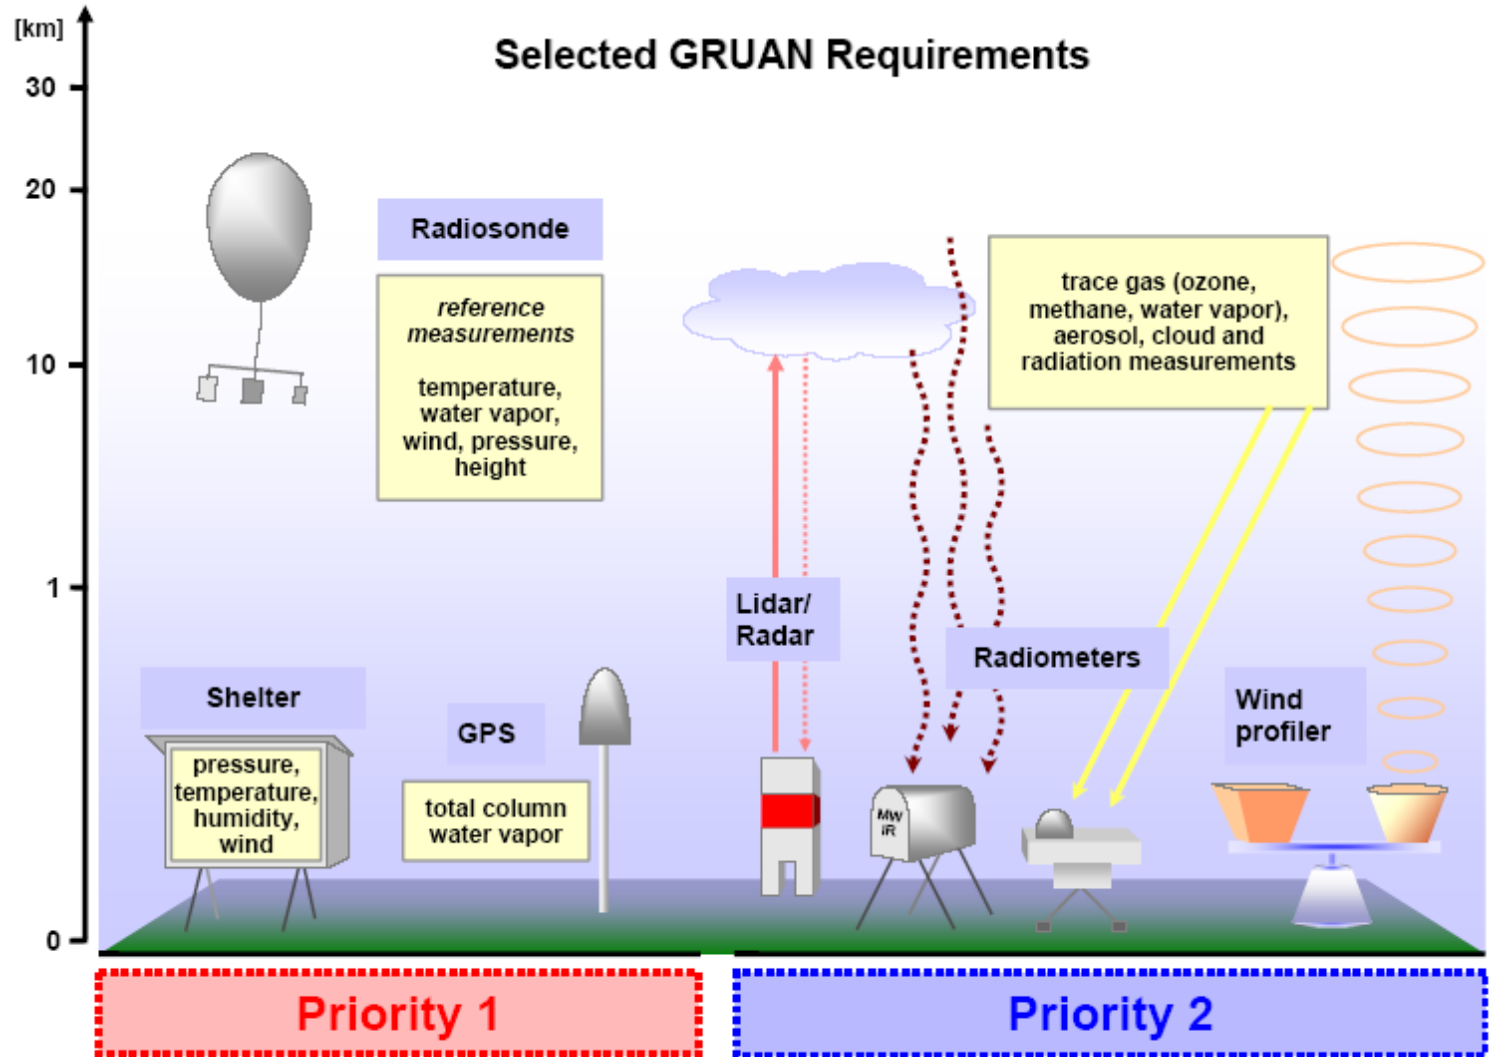 [km]
Selected GRUAN Requirements
30
20
10
1
0
Radiosonde
reference
measurements
temperature,
water vapor,
wind, pressure,
height
trace gas (ozone,
methane, water vapor),
aerosol, cloud and
radiation measurements
Lidar/
Radar
Radiometers
Shelter
pressure,
temperature,
humidity,
wind
GPS
total column
water vapor
MW
IR
Wind
profiler
Priority 1
Priority 2